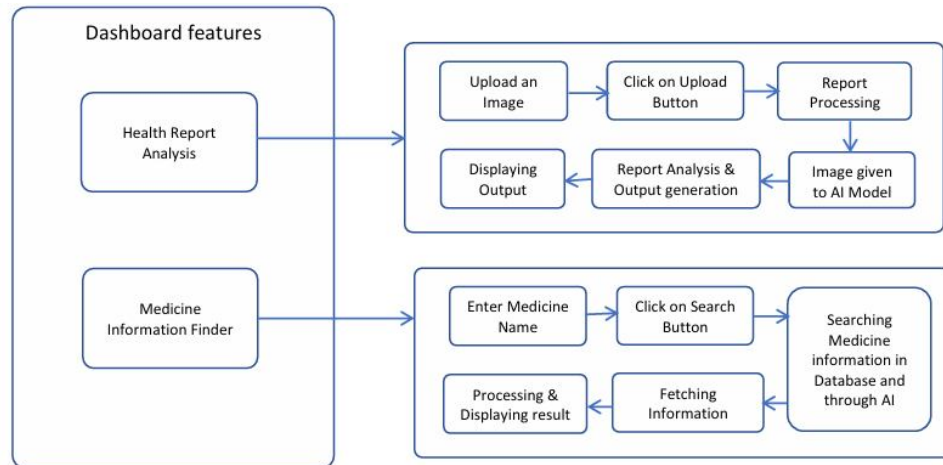 Dashboard features
Health Report
Analysis
Upload an
Image
Click on Upload
Button
Report
Processing
Image given
to AI Model
Report Analysis &
Output generation
Displaying
Output
Medicine
Information Finder
Enter Medicine
Name
Click on Search
Button
Searching
Medicine
information in
Database and
through AI
Fetching
Information
Processing &
Displaying result